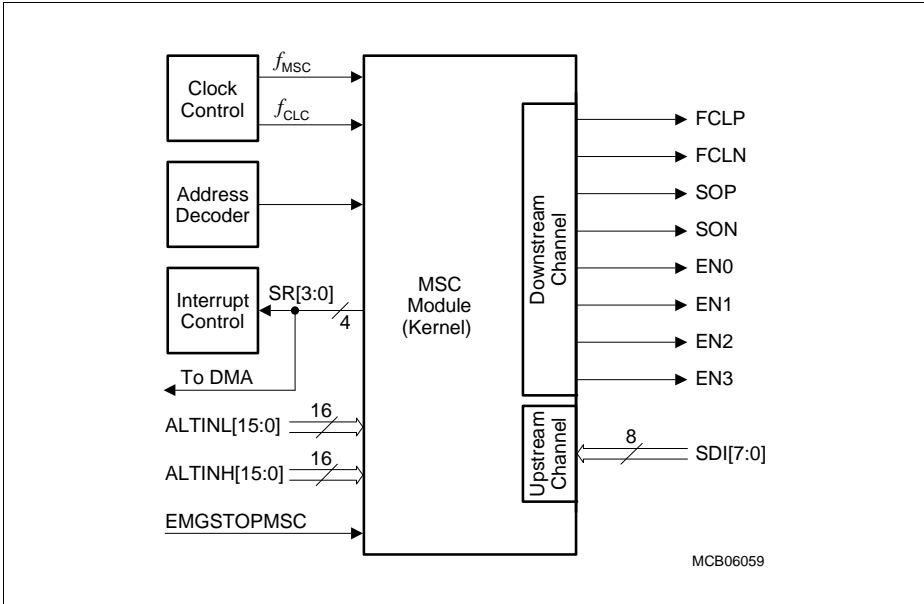 Clock
Control
fMSC
fCLC
Address
Decoder
Interrupt
Control
SR[3:0]
4
To DMA
ALTINL[15:0]
16
ALTINH[15:0]
16
EMGSTOPMSC
MSC
Module
(Kernel)
Downstream
Channel
Upstream
Channel
FCLP
FCLN
SOP
SON
EN0
EN1
EN2
EN3
8
SDI[7:0]
MCB06059